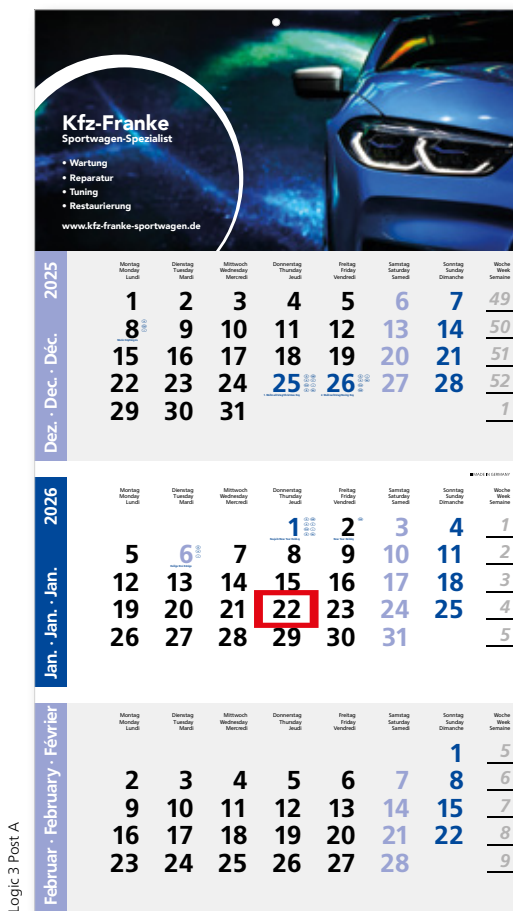 Kfz-Franke
Sportwagen-Spezialist
• Wartung
• Reparatur
• Tuning
• Restaurierung
www.kfz-franke-sportwagen.de
Dez. · Dec. · Déc. 2025
Montag Dienstag Mittwoch Donnerstag Freitag Samstag Sonntag Woche
Monday Tuesday Wednesday Thursday Friday Saturday Sunday Week
Lundi Mardi Mercredi Jeudi Vendredi Samedi Dimanche Semaine
1 2 3 4 5 6 7 49
8 9 10 11 12 13 14 50
15 16 17 18 19 20 21 51
22 23 24 25 26 27 28 52
29 30 31 1
MADE IN GERMANY
Jan. · Jan. · Jan. 2026
Montag Dienstag Mittwoch Donnerstag Freitag Samstag Sonntag Woche
Monday Tuesday Wednesday Thursday Friday Saturday Sunday Week
Lundi Mardi Mercredi Jeudi Vendredi Samedi Dimanche Semaine
1 2 3 4 1
5 6 7 8 9 10 11 2
12 13 14 15 16 17 18 3
19 20 21 22 23 24 25 4
26 27 28 29 30 31 5
Februar · February · Février
Montag Dienstag Mittwoch Donnerstag Freitag Samstag Sonntag Woche
Monday Tuesday Wednesday Thursday Friday Saturday Sunday Week
Lundi Mardi Mercredi Jeudi Vendredi Samedi Dimanche Semaine
1 5
2 3 4 5 6 7 8 6
9 10 11 12 13 14 15 7
16 17 18 19 20 21 22 8
23 24 25 26 27 28 9
Logic 3 Post A